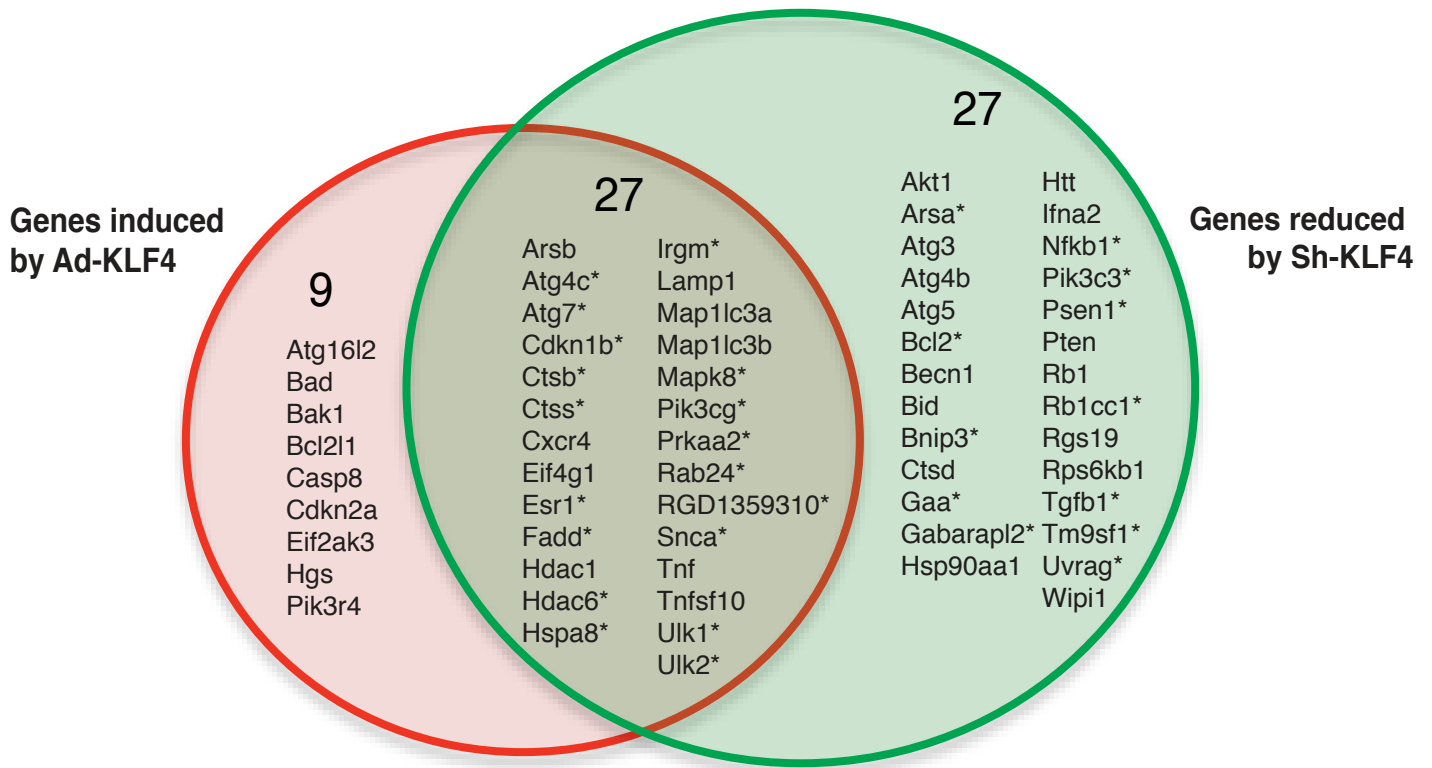 Genes induced
by Ad-KLF4
9
Atg16l2
Bad
Bak1
Bcl2l1
Casp8
Cdkn2a
Eif2ak3
Hgs
Pik3r4
27
Arsb
Atg4c*
Atg7*
Cdkn1b*
Ctsb*
Ctss*
Cxcr4
Eif4g1
Esr1*
Fadd*
Hdac1
Hdac6*
Hspa8*
Irgm*
Lamp1
Map1lc3a
Map1lc3b
Mapk8*
Pik3cg*
Prkaa2*
Rab24*
RGD1359310*
Snca*
Tnf
Tnfsf10
Ulk1*
Ulk2*
27
Akt1
Arsa*
Atg3
Atg4b
Atg5
Bcl2*
Becn1
Bid
Bnip3*
Ctsd
Gaa*
Gabarapl2*
Hsp90aa1
Htt
Ifna2
Nfkb1*
Pik3c3*
Psen1*
Pten
Rb1
Rb1cc1*
Rgs19
Rps6kb1
Tgfb1*
Tm9sf1*
Uvrag*
Wipi1
Genes reduced
by Sh-KLF4